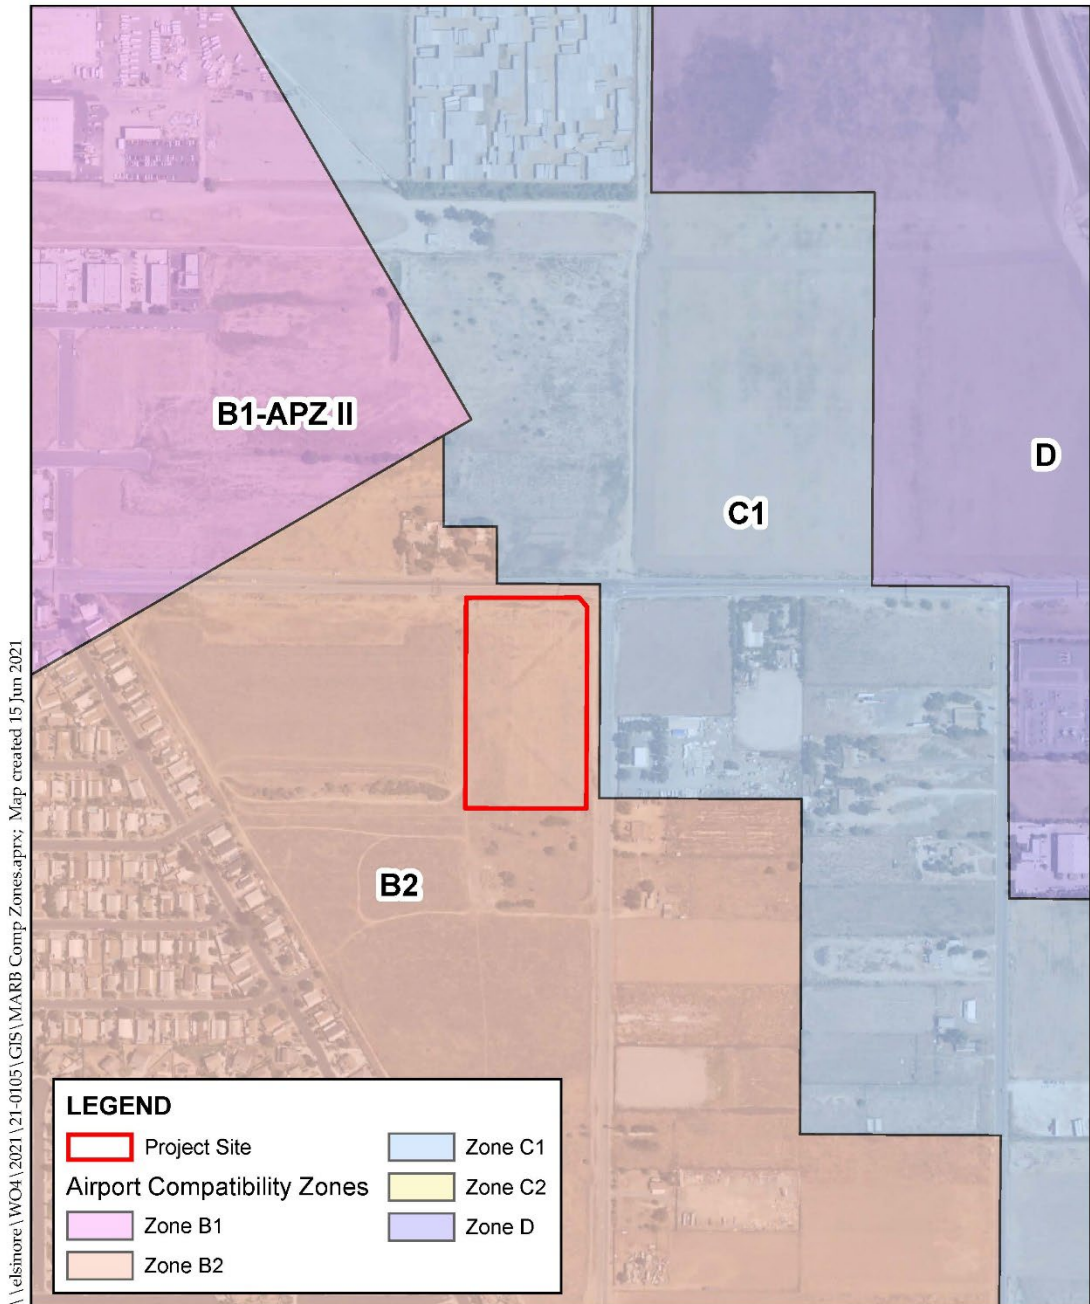 B1-APZ II
D
C1
B2
LEGEND
Project Site
Airport Compatibility Zones
Zone B1
Zone B2
Zone C1
Zone C2
Zone D
\\elsinore\WO4\2021\21-0105\GIS\MARB Comp Zones.aprx; Map created 15 Jun 2021